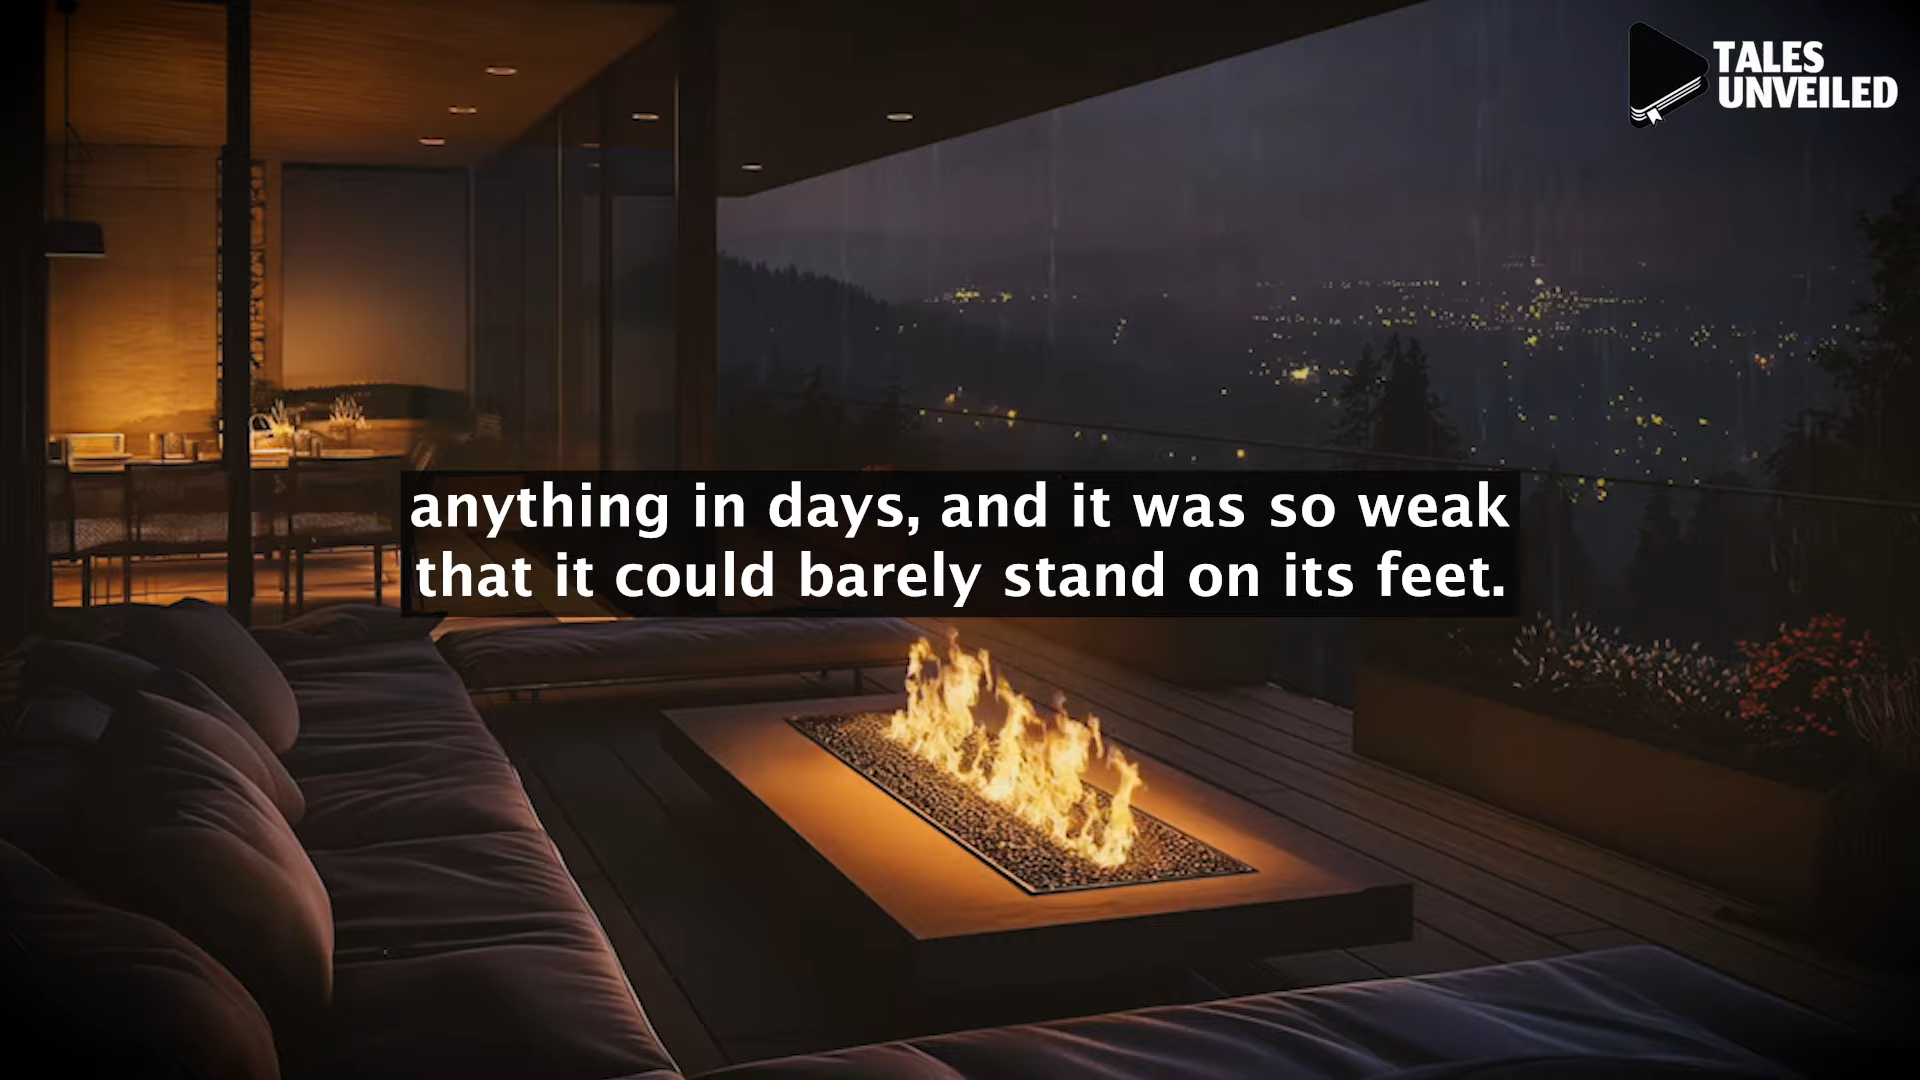 TALES
UNVEILED
anything in days, and it was so weak
that it could barely stand on its feet.